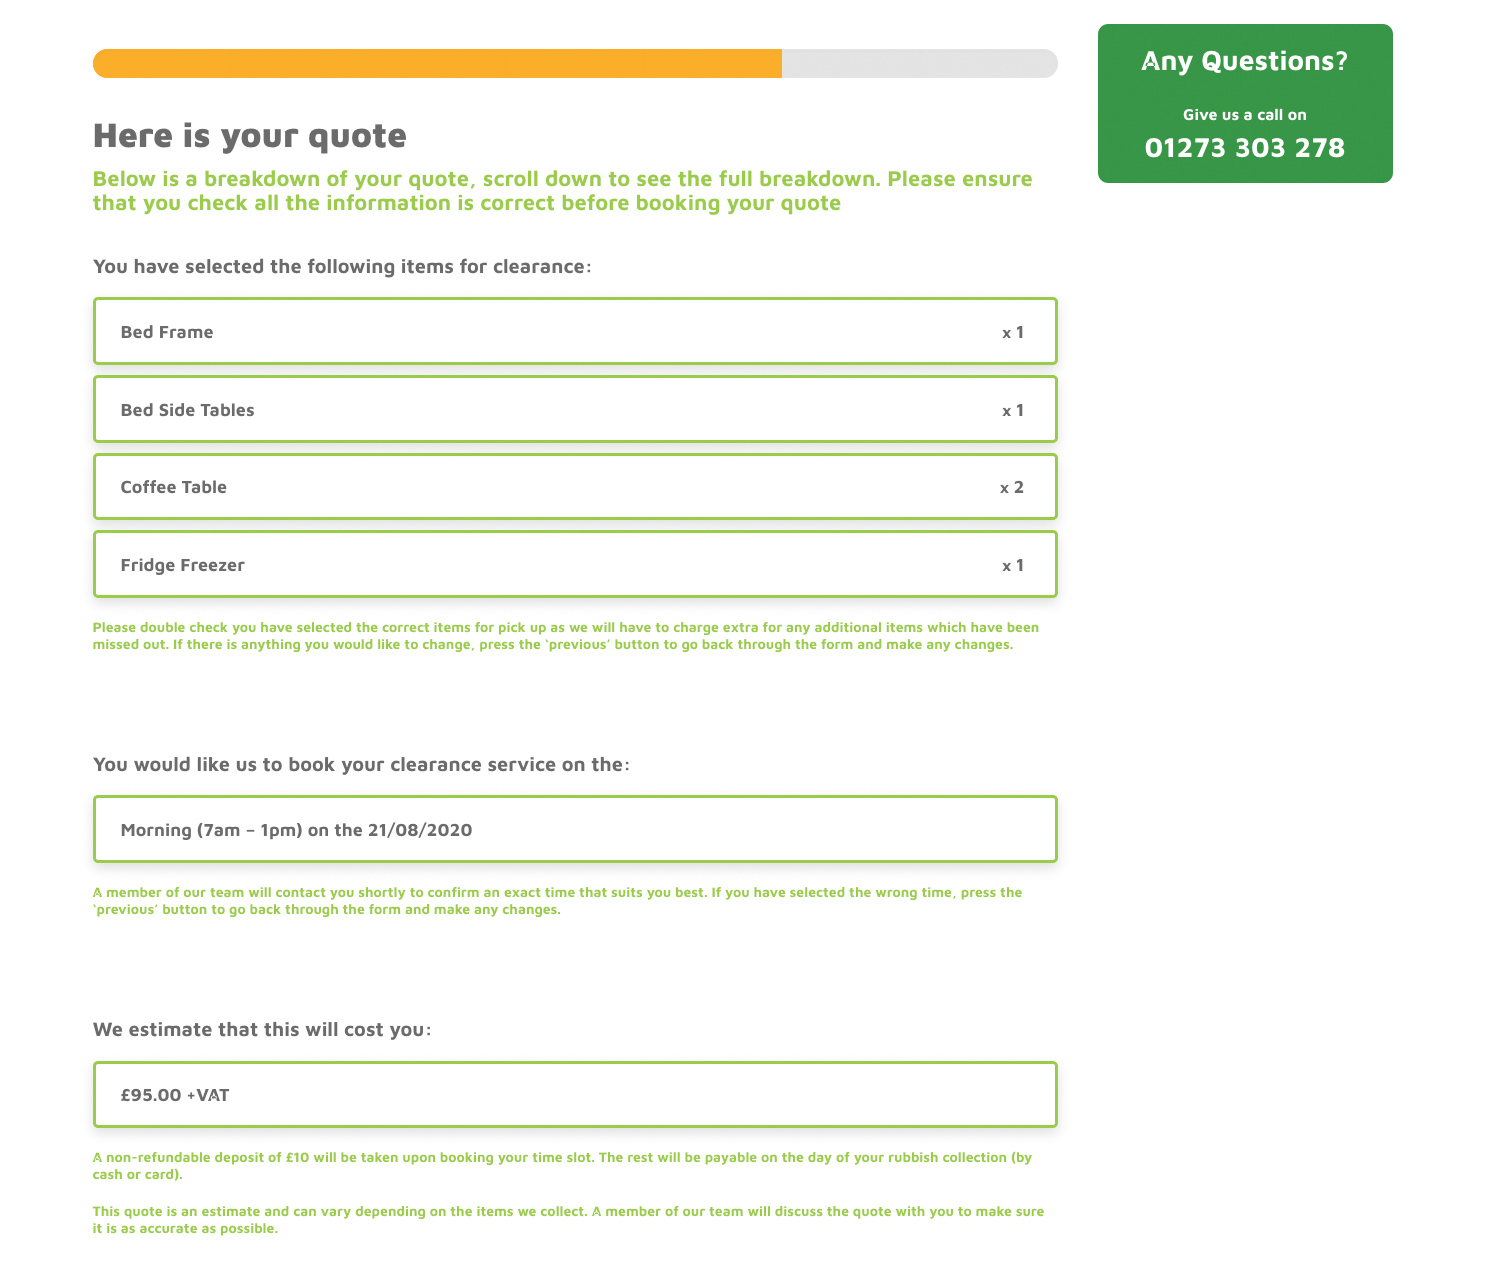 Any Questions?
Give us a call on
01273 303 278
Here is your quote
Below is a breakdown of your quote, scroll down to see the full breakdown. Please ensure
that you check all the information is correct before booking your quote
You have selected the following items for clearance:
Bed Frame x 1
Bed Side Tables x 1
Coffee Table x 2
Fridge Freezer x 1
Please double check you have selected the correct items for pick up as we will have to charge extra for any additional items which have been
missed out. If there is anything you would like to change, press the ‘previous’ button to go back through the form and make any changes.
You would like us to book your clearance service on the:
Morning (7am – 1pm) on the 21/08/2020
A member of our team will contact you shortly to confirm an exact time that suits you best. If you have selected the wrong time, press the
‘previous’ button to go back through the form and make any changes.
We estimate that this will cost you:
£95.00 +VAT
A non-refundable deposit of £10 will be taken upon booking your time slot. The rest will be payable on the day of your rubbish collection (by
cash or card).
This quote is an estimate and can vary depending on the items we collect. A member of our team will discuss the quote with you to make sure
it is as accurate as possible.